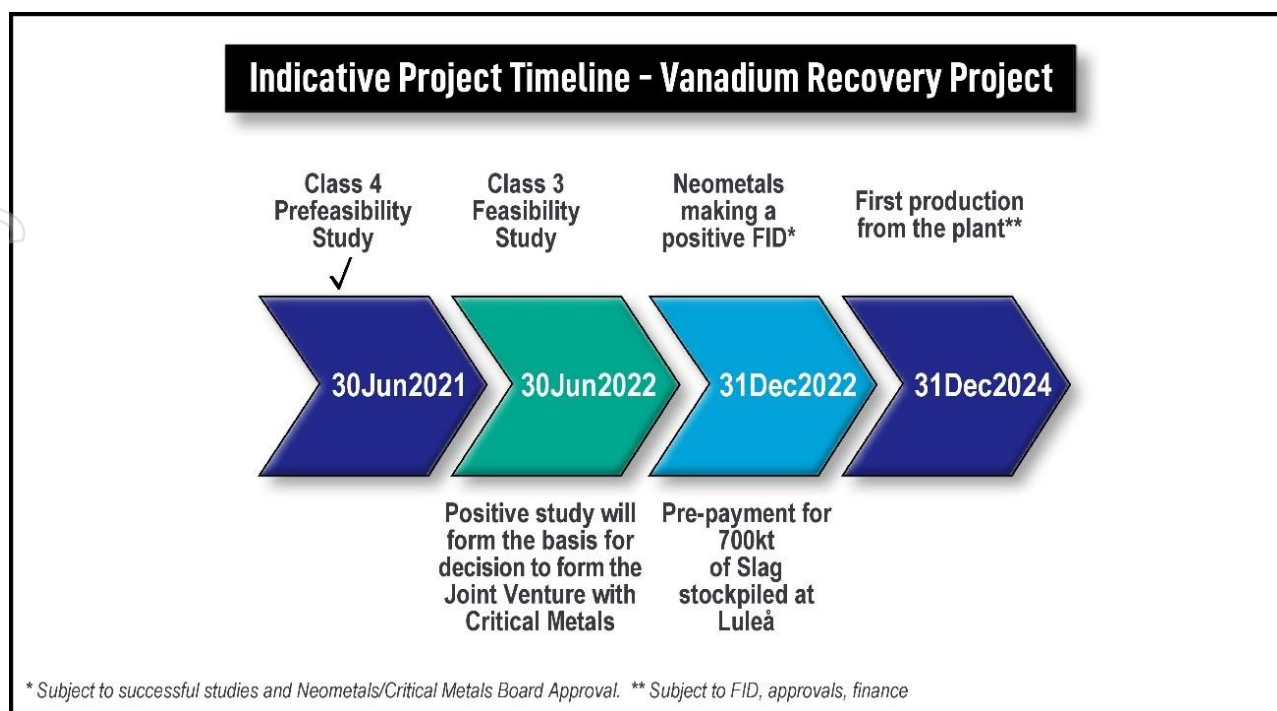 Indicative Project Timeline - Vanadium Recovery Project
Class 4
Prefeasibility
Study
Class 3
Feasibility
Study
Neometals
making a
positive FID*
First production
from the plant**
30Jun2021
30Jun2022
31Dec2022
31Dec2024
Positive study will
form the basis for
decision to form the
Joint Venture with
Critical Metals
Pre-payment for
700kt
of Slag
stockpiled at
Luleå
* Subject to successful studies and Neometals/Critical Metals Board Approval. ** Subject to FID, approvals, finance